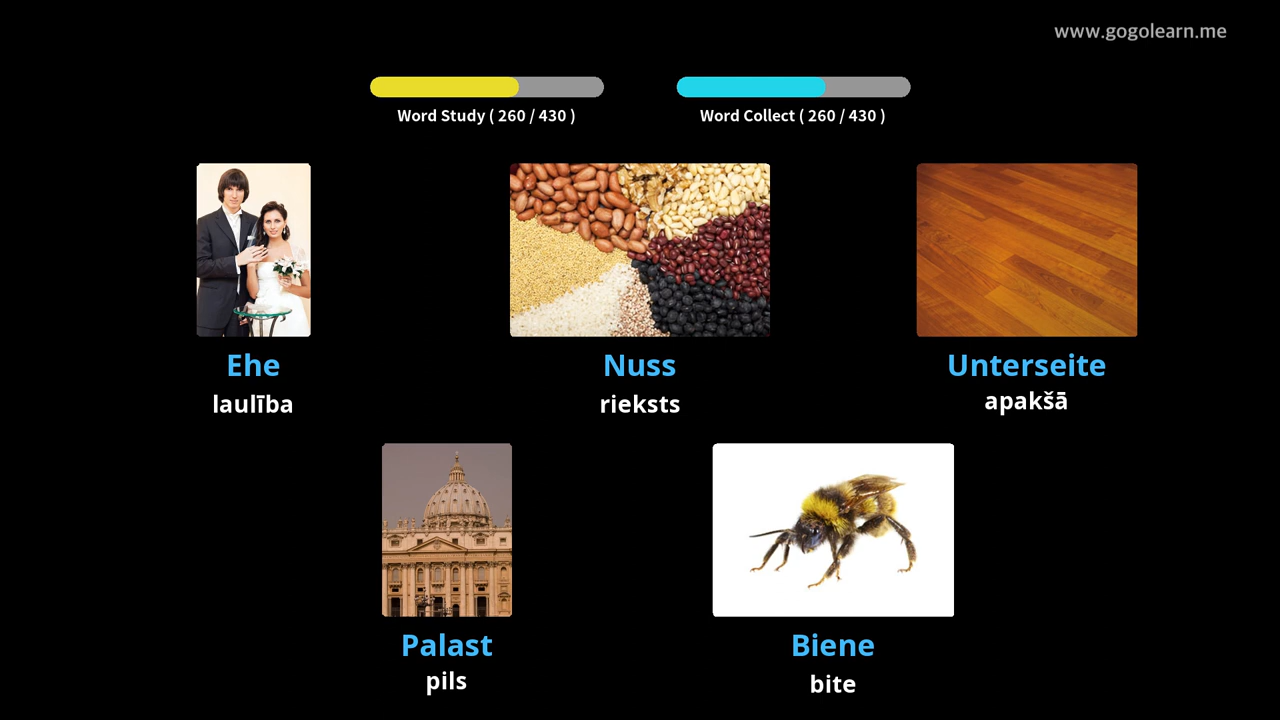 www.gogolearn.me
Word Study ( 260 / 430 )
Word Collect ( 260 / 430 )
Ehe
laulība
Nuss
rieksts
Unterseite
apakšā
Palast
pils
Biene
bite